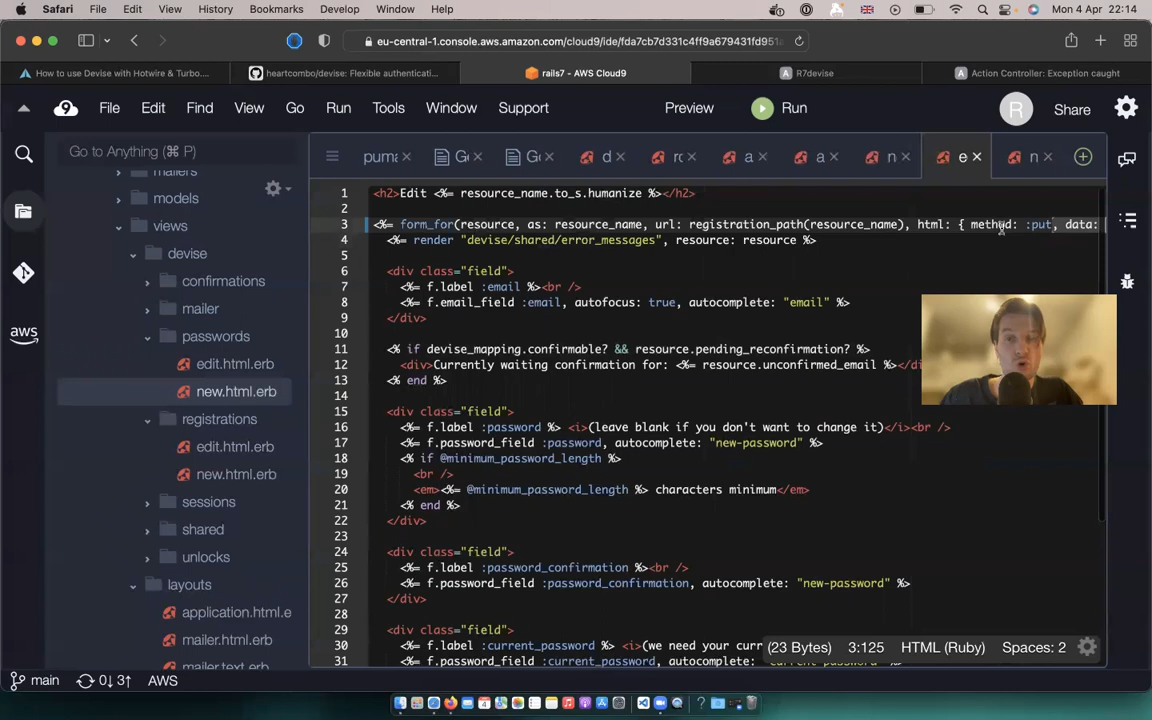 Safari File Edit View History Bookmarks Develop Window Help Mon 4 Apr 22:14
eu-central-1.console.aws.amazon.com/cloud9/ide/fda7cb7d331c4ff9a679431fd951
How to use Devise with Hotwire & Turbo.... heartcombo/devise: Flexible authenticati... rails7 - AWS Cloud9 R7devise Action Controller: Exception caught
9 File Edit Find View Go Run Tools Window Support Preview Run R Share
Go to Anything (⌘ P)
puma G G d r a a n e n
mailers
models
views
devise
confirmations
mailer
passwords
edit.html.erb
new.html.erb
registrations
edit.html.erb
new.html.erb
sessions
shared
unlocks
layouts
application.html.e
mailer.html.erb
mailer.text.erb
aws
1 <h2>Edit <%= resource_name.to_s.humanize %></h2>
2
3 <%= form_for(resource, as: resource_name, url: registration_path(resource_name), html: { method: :put, data:
4 <%= render "devise/shared/error_messages", resource: resource %>
5
6 <div class="field">
7 <%= f.label :email %><br />
8 <%= f.email_field :email, autofocus: true, autocomplete: "email" %>
9 </div>
10
11 <% if devise_mapping.confirmable? && resource.pending_reconfirmation? %>
12 <div>Currently waiting confirmation for: <%= resource.unconfirmed_email %></di
13 <% end %>
14
15 <div class="field">
16 <%= f.label :password %> <i>(leave blank if you don't want to change it)</i><br />
17 <%= f.password_field :password, autocomplete: "new-password" %>
18 <% if @minimum_password_length %>
19 <br />
20 <em><%= @minimum_password_length %> characters minimum</em>
21 <% end %>
22 </div>
23
24 <div class="field">
25 <%= f.label :password_confirmation %><br />
26 <%= f.password_field :password_confirmation, autocomplete: "new-password" %>
27 </div>
28
29 <div class="field">
30 <%= f.label :current_password %> <i>(we need your curr
31 <%= f.password_field :current_password, autocomplete: "current-password" %>
(23 Bytes) 3:125 HTML (Ruby) Spaces: 2
main 0↓ 3↑ AWS